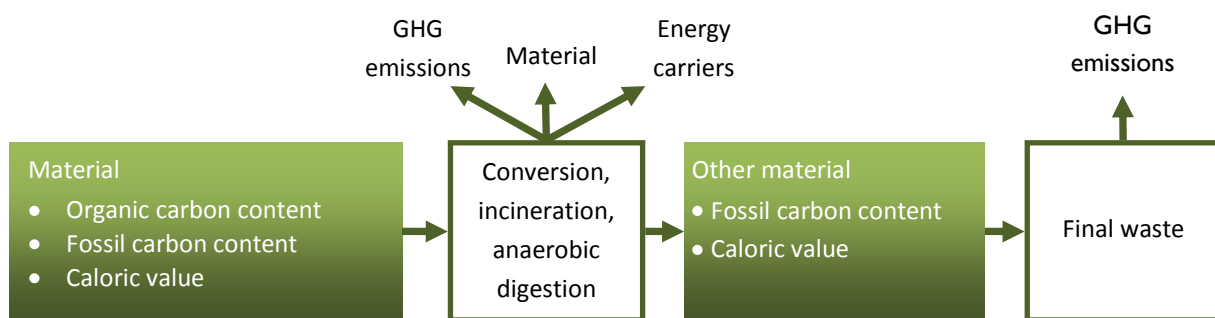 GHG
emissions
Material
Energy
carriers
GHG
emissions
Material
• Organic carbon content
• Fossil carbon content
• Caloric value
Conversion,
incineration,
anaerobic
digestion
Other material
• Fossil carbon content
• Caloric value
Final waste